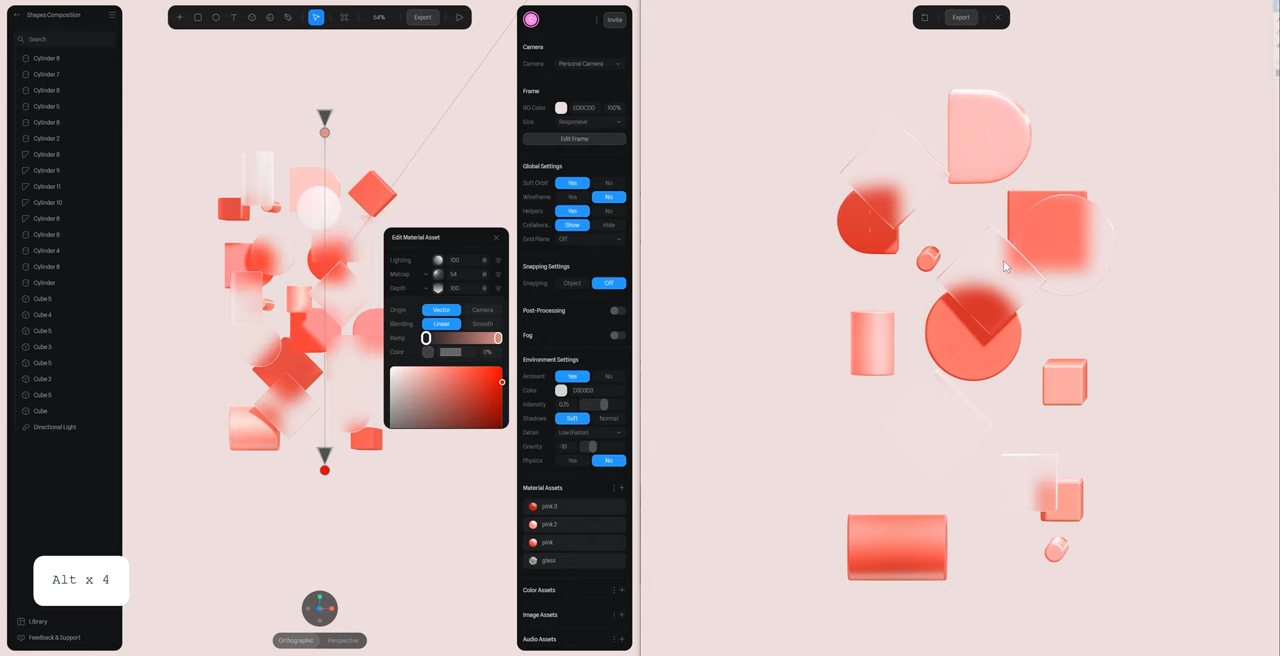 Shapes Composition
Search
Cylinder 8
Cylinder 7
Cylinder 8
Cylinder 5
Cylinder 8
Cylinder 2
Cylinder 8
Cylinder 9
Cylinder 11
Cylinder 10
Cylinder 8
Cylinder 8
Cylinder 4
Cylinder 8
Cylinder
Cube 5
Cube 4
Cube 5
Cube 3
Cube 5
Cube 2
Cube 5
Cube
Directional Light
Alt x 4
Library
Feedback & Support
54%
Export
Edit Material Asset
Lighting 100
Matcap 54
Depth 100
Origin Vector Camera
Blending Linear Smooth
Ramp
Color 0%
Orthographic Perspective
Invite
Camera
Camera Personal Camera
Frame
BG Color EDDCDD 100%
Size Responsive
Edit Frame
Global Settings
Soft Orbit Yes No
Wireframe Yes No
Helpers Yes No
Collabora... Show Hide
Grid Plane Off
Snapping Settings
Snapping Object Off
Post-Processing
Fog
Environment Settings
Ambient Yes No
Color D3D3D3
Intensity 0.75
Shadows Soft Normal
Detail Low (Faster)
Gravity -10
Physics Yes No
Material Assets
pink 3
pink 2
pink
glass
Color Assets
Image Assets
Audio Assets
Export